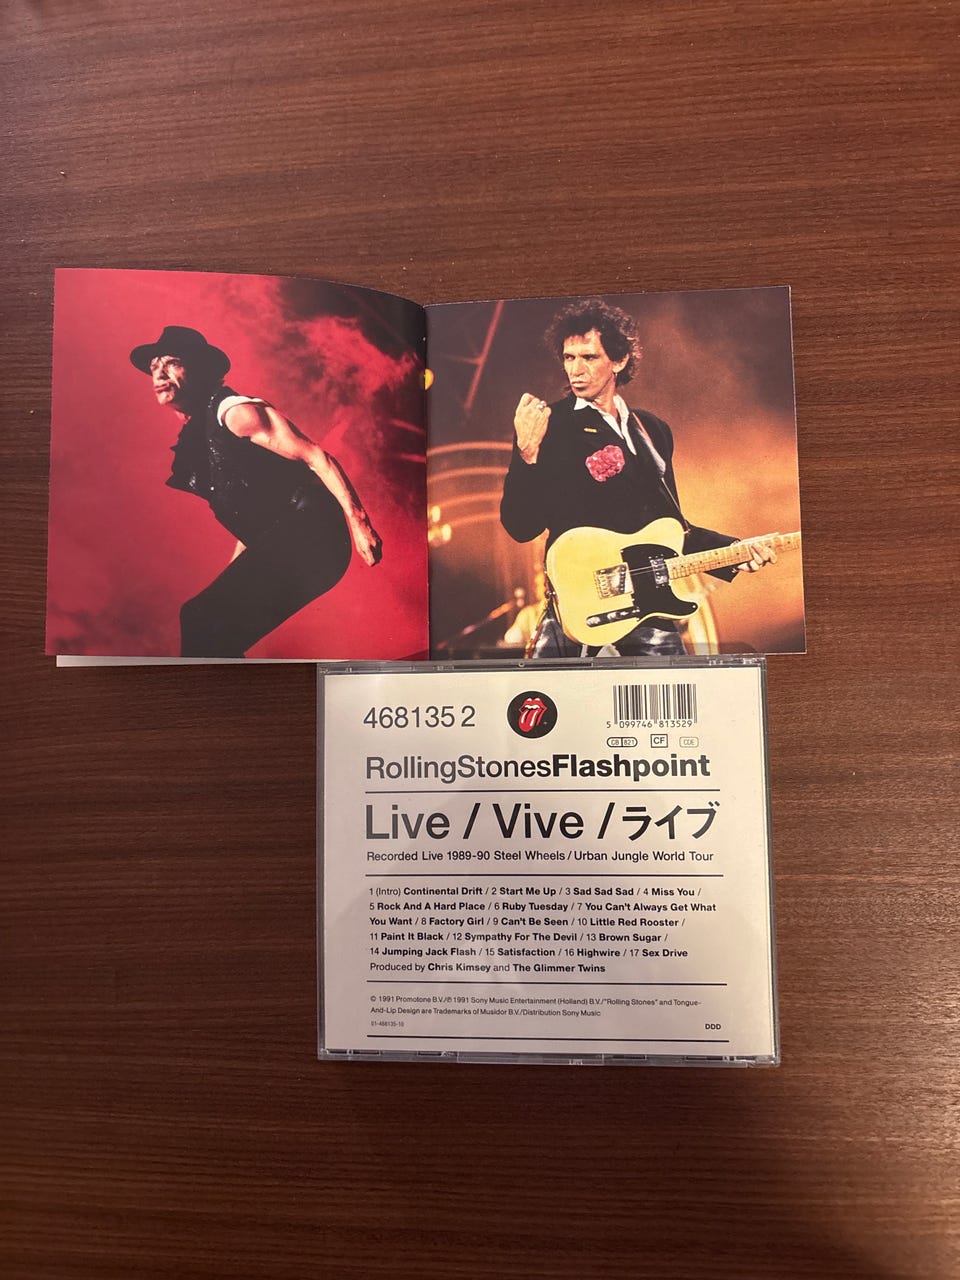 468135 2
5 099746 813529
CB 821 CF CDE
RollingStonesFlashpoint
Live / Vive / ライブ
Recorded Live 1989-90 Steel Wheels / Urban Jungle World Tour
1 (Intro) Continental Drift / 2 Start Me Up / 3 Sad Sad Sad / 4 Miss You /
5 Rock And A Hard Place / 6 Ruby Tuesday / 7 You Can't Always Get What
You Want / 8 Factory Girl / 9 Can't Be Seen / 10 Little Red Rooster /
11 Paint It Black / 12 Sympathy For The Devil / 13 Brown Sugar /
14 Jumping Jack Flash / 15 Satisfaction / 16 Highwire / 17 Sex Drive
Produced by Chris Kimsey and The Glimmer Twins
© 1991 Promotone B.V./℗ 1991 Sony Music Entertainment (Holland) B.V./"Rolling Stones" and Tongue-
And-Lip Design are Trademarks of Musidor B.V./Distribution Sony Music
01-468135-10
DDD